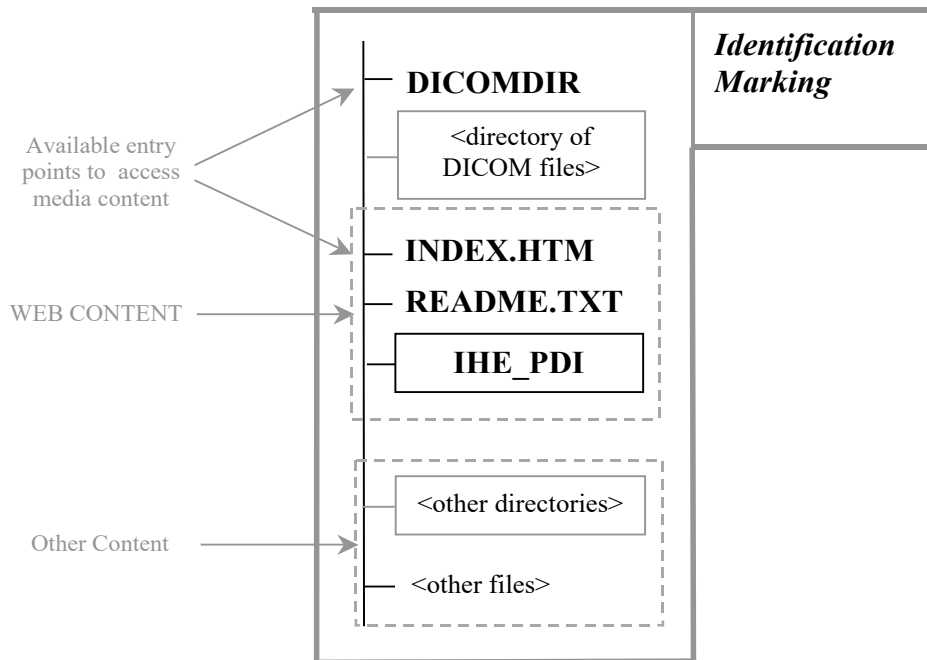 Identification
Marking
DICOMDIR
<directory of
DICOM files>
Available entry
points to access
media content
INDEX.HTM
README.TXT
WEB CONTENT
IHE_PDI
<other directories>
Other Content
<other files>